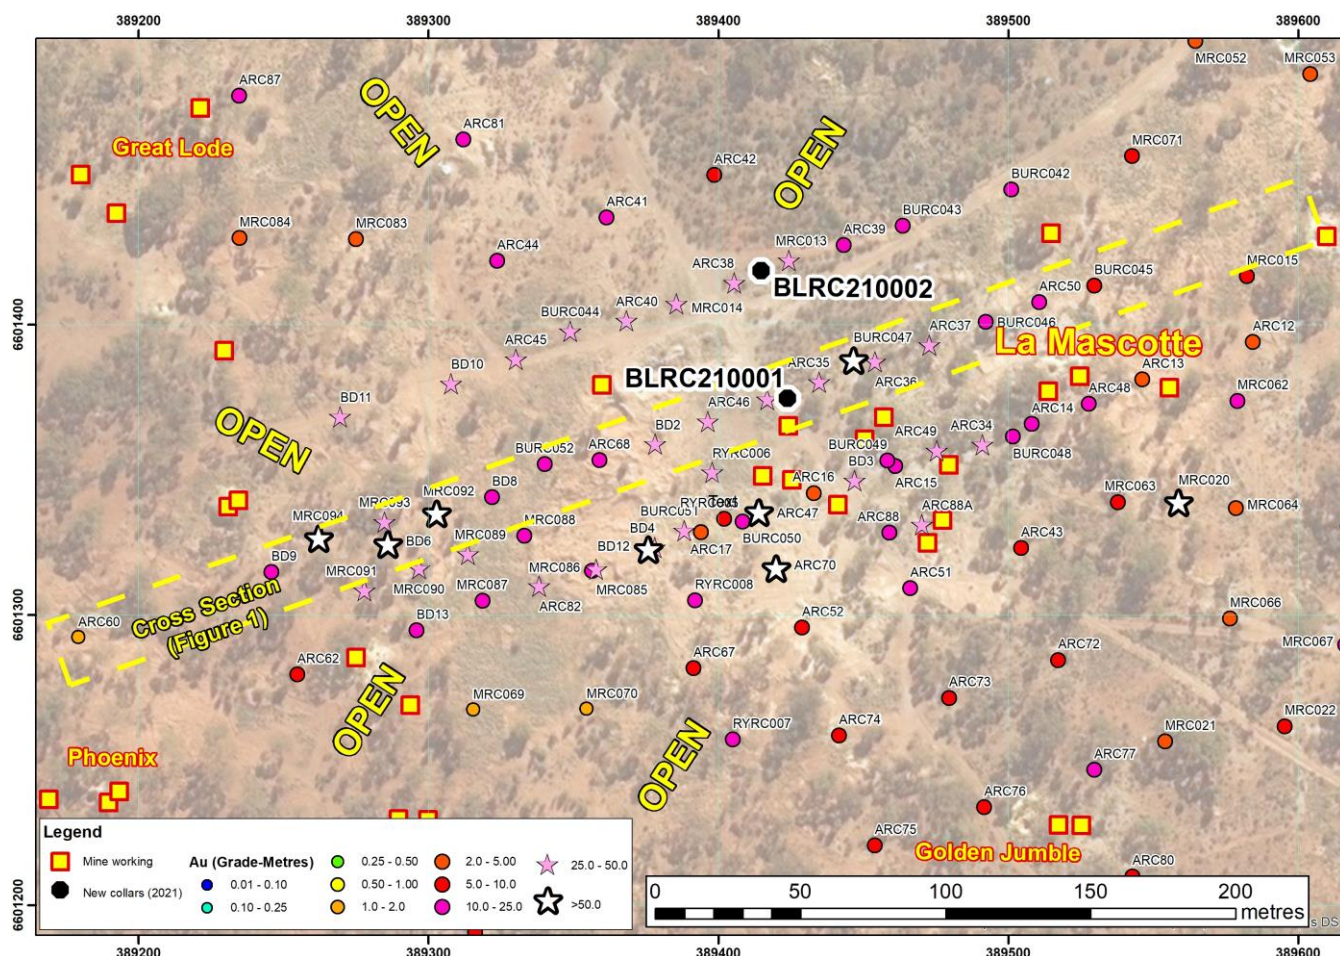 389200 389300 389400 389500 389600
MRC052
MRC053
ARC87
OPEN
ARC81
OPEN
Great Lode
ARC42
MRC071
BURC042
ARC41
BURC043
MRC084
MRC083
ARC39
MRC013
ARC44
ARC38
BLRC210002
BURC045
MRC015
ARC50
6601400
6601400
BURC044
ARC40
MRC014
BURC046
ARC45
BURC047
ARC37
La Mascotte
ARC12
BD10
BLRC210001
ARC35
ARC36
ARC13
BD11
ARC46
ARC48
MRC062
OPEN
BD2
ARC14
BURC052
ARC68
RYRC006
BURC049
ARC49
ARC34
BURC048
BD8
ARC16
BD3
ARC15
MRC094
MRC093
MRC092
MRC088
Text
ARC47
ARC88A
MRC063
MRC020
MRC064
BURC051
BURC050
ARC88
BD9
BD6
MRC089
BD4
ARC17
ARC43
BD12
MRC091
MRC090
MRC087
MRC086
MRC085
RYRC008
ARC70
ARC51
Cross Section
(Figure 1)
ARC82
6601300
6601300
ARC60
BD13
ARC52
MRC066
ARC62
OPEN
ARC67
ARC72
MRC067
MRC069
MRC070
ARC73
OPEN
RYRC007
ARC74
MRC021
MRC022
Phoenix
ARC77
ARC76
ARC75
Golden Jumble
ARC80
Legend
Mine working
New collars (2021)
Au (Grade-Metres)
0.01 - 0.10
0.10 - 0.25
0.25 - 0.50
0.50 - 1.00
1.0 - 2.0
2.0 - 5.00
5.0 - 10.0
10.0 - 25.0
25.0 - 50.0
>50.0
0 50 100 150 200
metres
s DS
6601200
6601200
389200 389300 389400 389500 389600